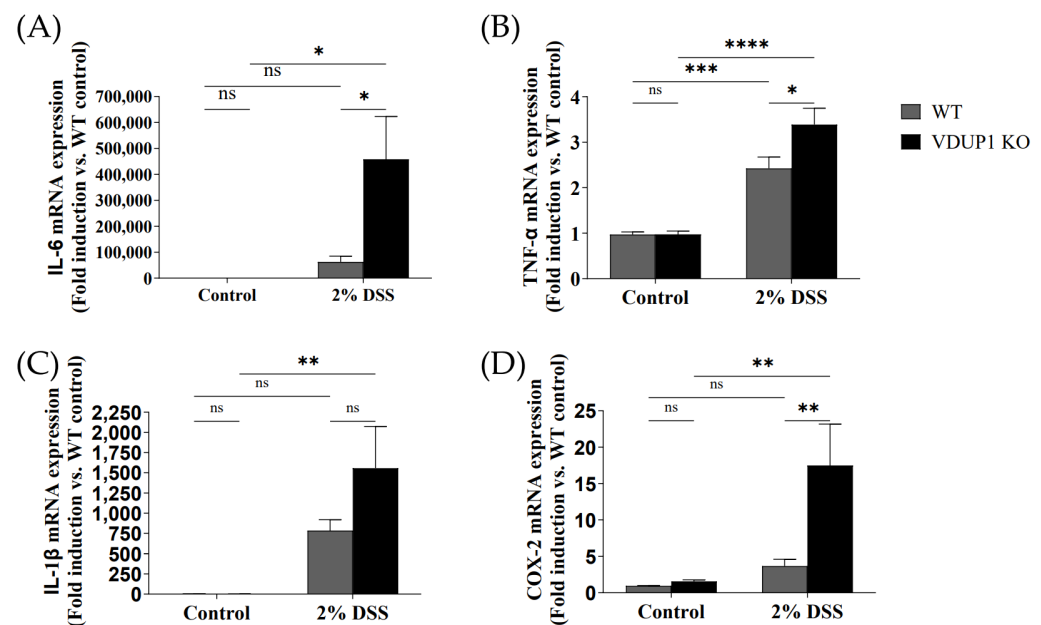 (A)
IL-6 mRNA expression
(Fold induction vs. WT control)
*
ns
ns
*
700,000
600,000
500,000
400,000
300,000
200,000
100,000
0
Control
2% DSS
(B)
TNF-α mRNA expression
(Fold induction vs. WT control)
****
***
ns
*
4
3
2
1
0
Control
2% DSS
WT
VDUP1 KO
(C)
IL-1β mRNA expression
(Fold induction vs. WT control)
**
ns
ns
ns
2,250
2,000
1,750
1,500
1,250
1,000
750
500
250
0
Control
2% DSS
(D)
COX-2 mRNA expression
(Fold induction vs. WT control)
**
ns
ns
**
25
20
15
10
5
0
Control
2% DSS